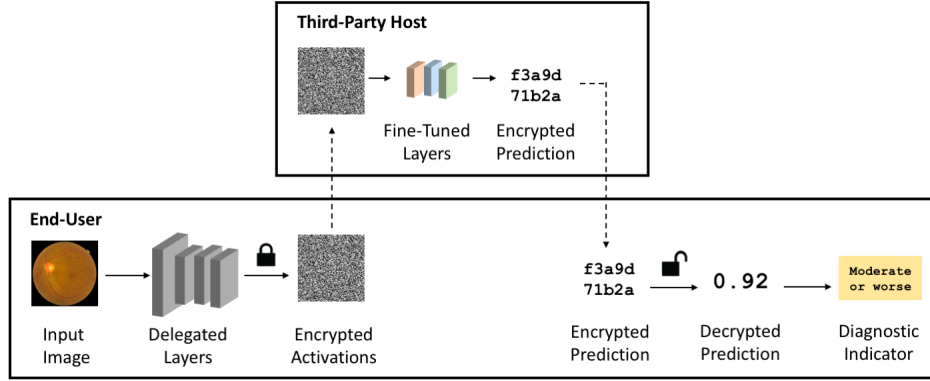 Third-Party Host
f3a9d
71b2a
Fine-Tuned
Layers
Encrypted
Prediction
End-User
f3a9d
71b2a
0.92
Moderate
or worse
Input
Image
Delegated
Layers
Encrypted
Activations
Encrypted
Prediction
Decrypted
Prediction
Diagnostic
Indicator